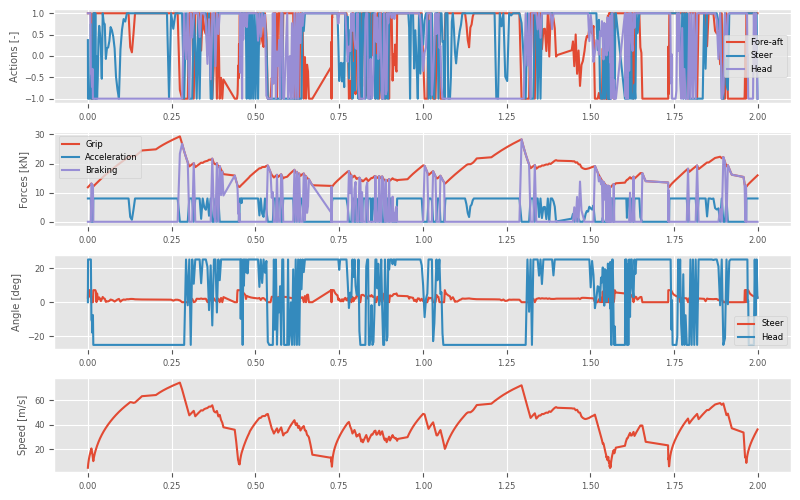 Actions [-]
1.0
0.5
0.0
−0.5
−1.0
Fore-aft
Steer
Head
0.00 0.25 0.50 0.75 1.00 1.25 1.50 1.75 2.00
Forces [kN]
30
20
10
0
Grip
Acceleration
Braking
0.00 0.25 0.50 0.75 1.00 1.25 1.50 1.75 2.00
Angle [deg]
20
0
−20
Steer
Head
0.00 0.25 0.50 0.75 1.00 1.25 1.50 1.75 2.00
Speed [m/s]
60
40
20
0.00 0.25 0.50 0.75 1.00 1.25 1.50 1.75 2.00